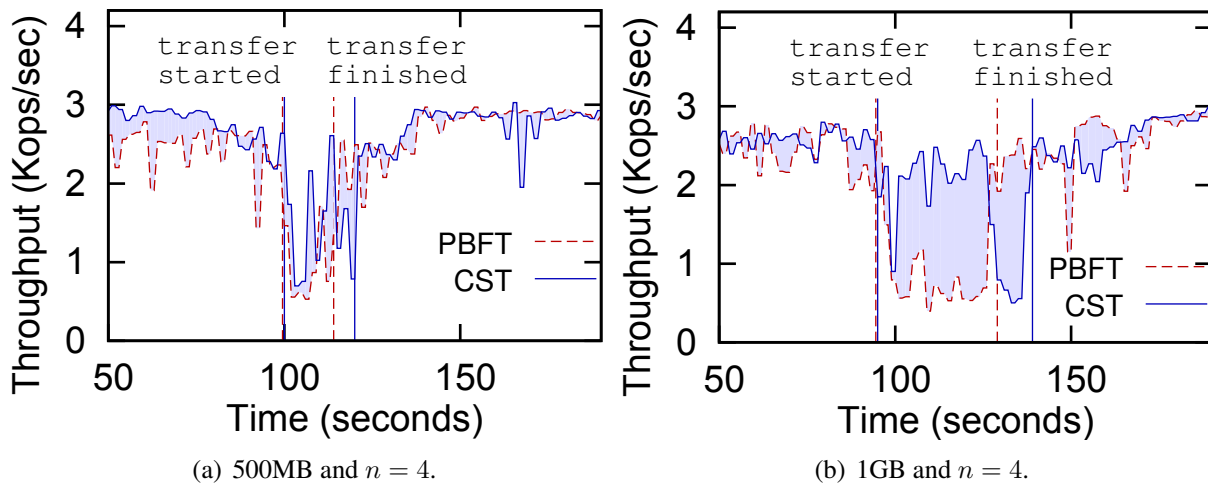 Throughput (Kops/sec)
4
3
2
1
0
transfer transfer
started finished
PBFT
CST
50 100 150
Time (seconds)
(a) 500MB and n = 4.
Throughput (Kops/sec)
4
3
2
1
0
transfer transfer
started finished
PBFT
CST
50 100 150
Time (seconds)
(b) 1GB and n = 4.